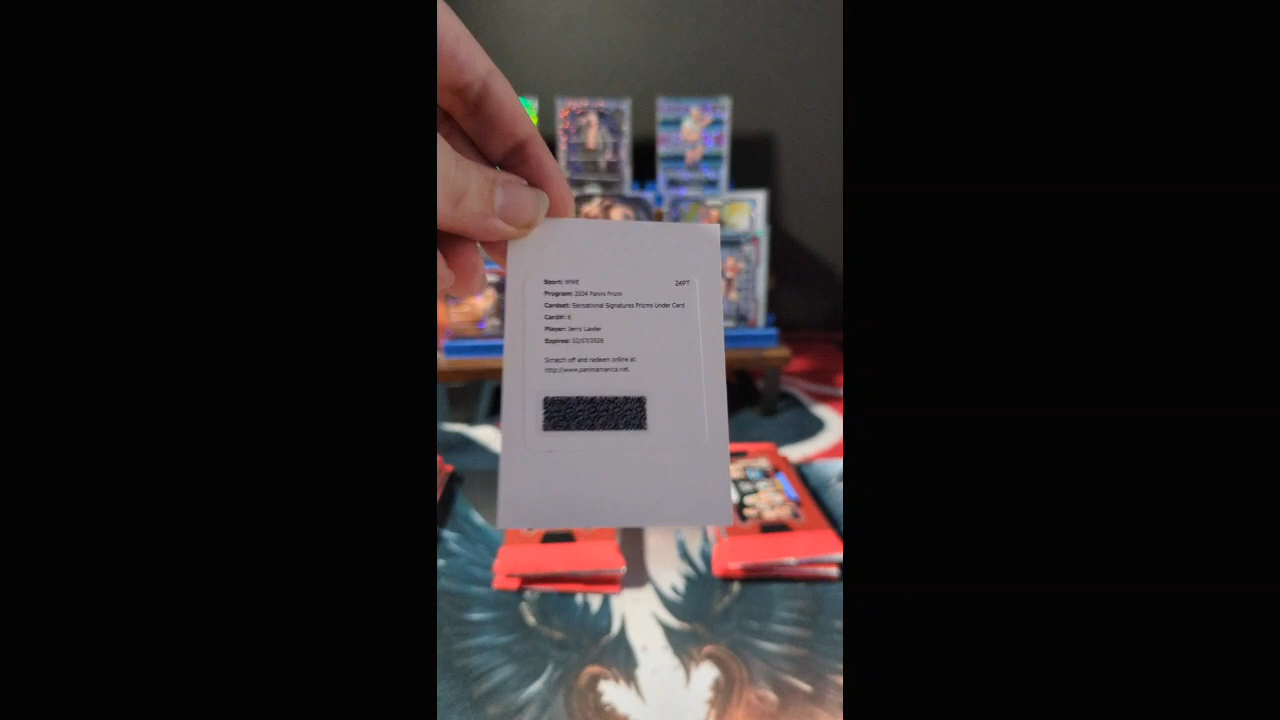 Sport: WWE 24PT
Program: 2024 Panini Prizm
Cardset: Sensational Signatures Prizms Under Card
Card#: 6
Player: Jerry Lawler
Expires: 02/07/2026
Scratch off and redeem online at
http://www.paniniamerica.net.